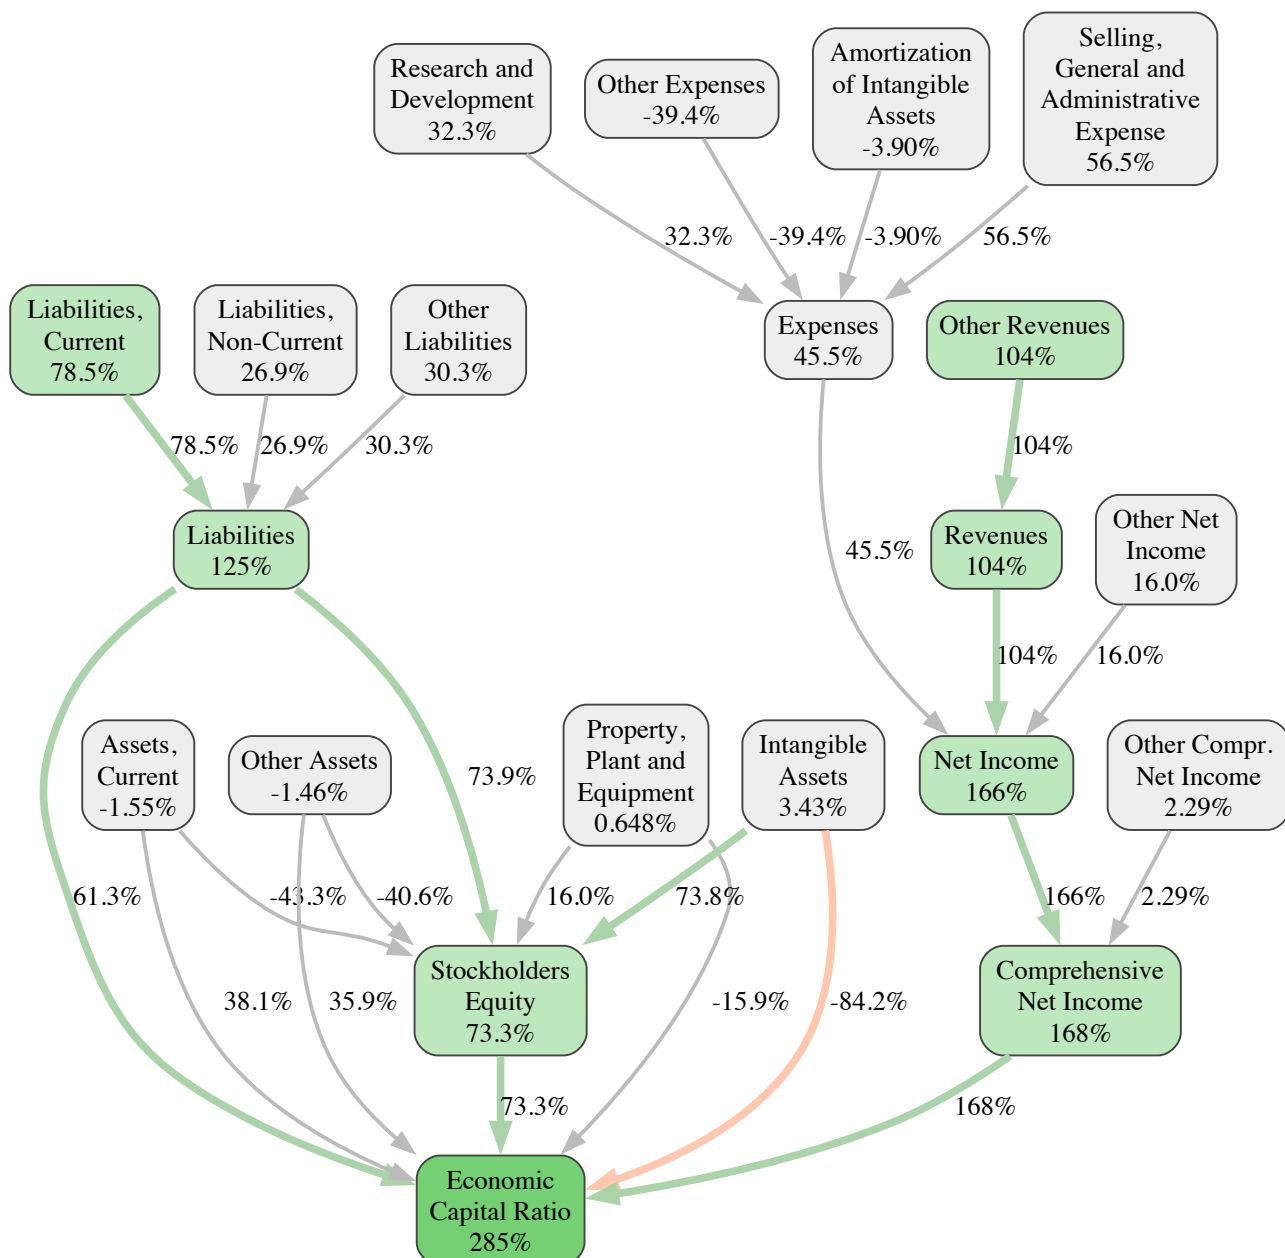 Research and
Development
32.3%
Other Expenses
-39.4%
Amortization
of Intangible
Assets
-3.90%
Selling,
General and
Administrative
Expense
56.5%
32.3%
-39.4%
-3.90%
56.5%
Liabilities,
Current
78.5%
Liabilities,
Non-Current
26.9%
Other
Liabilities
30.3%
Expenses
45.5%
Other Revenues
104%
78.5%
26.9%
30.3%
104%
Liabilities
125%
45.5%
Revenues
104%
Other Net
Income
16.0%
104%
16.0%
Assets,
Current
-1.55%
Other Assets
-1.46%
73.9%
Property,
Plant and
Equipment
0.648%
Intangible
Assets
3.43%
Net Income
166%
Other Compr.
Net Income
2.29%
61.3%
-43.3%
-40.6%
16.0%
73.8%
166%
2.29%
38.1%
35.9%
Stockholders
Equity
73.3%
-15.9%
-84.2%
Comprehensive
Net Income
168%
73.3%
168%
Economic
Capital Ratio
285%